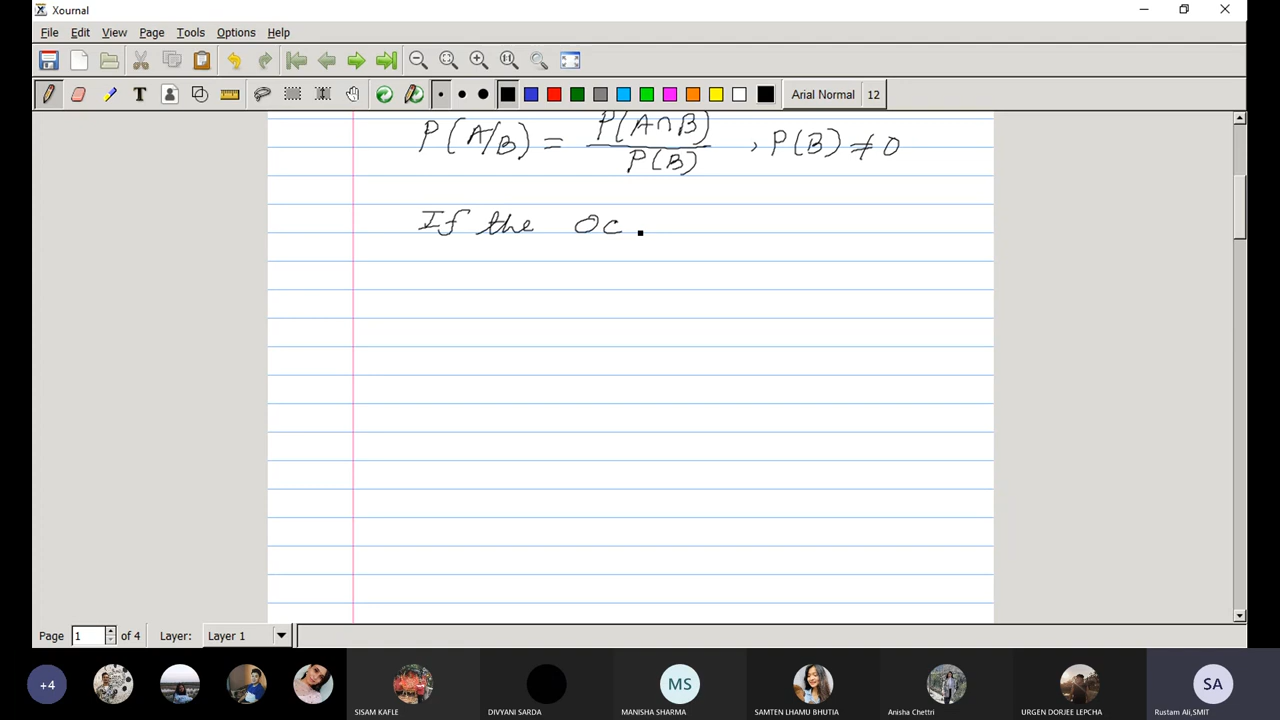 Xournal
File Edit View Page Tools Options Help
T Arial Normal 12
P(A/B) = P(A∩B) / P(B) , P(B) ≠ 0
If the Oc
Page 1 of 4 Layer: Layer 1
+4 MS SA
SISAM KAFLE DIVYANI SARDA MANISHA SHARMA SAMTEN LHAMU BHUTIA Anisha Chettri URGEN DORJEE LEPCHA Rustam Ali,SMIT